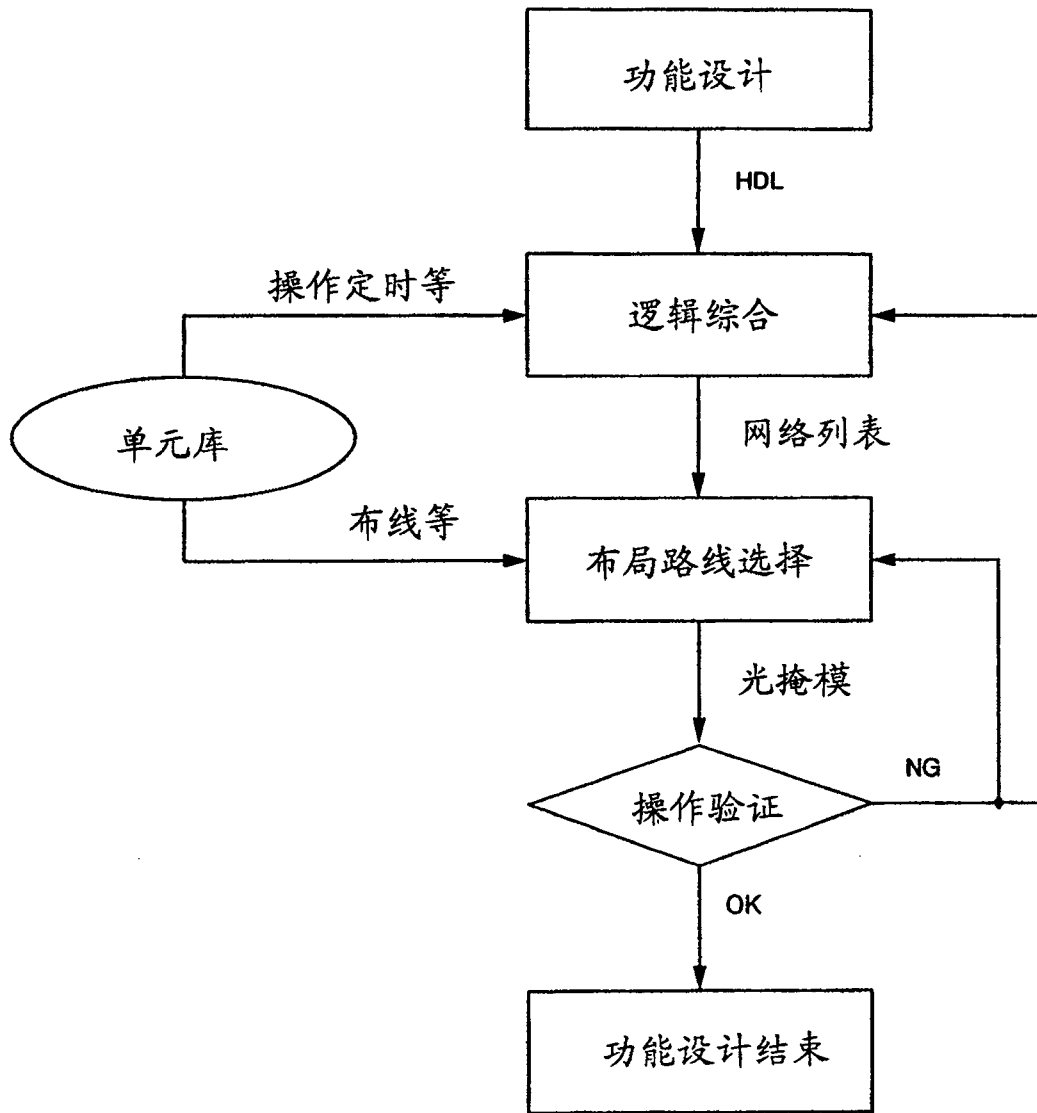 功能设计
HDL
操作定时等
逻辑综合
单元库
网络列表
布线等
布局路线选择
光掩模
NG
操作验证
OK
功能设计结束